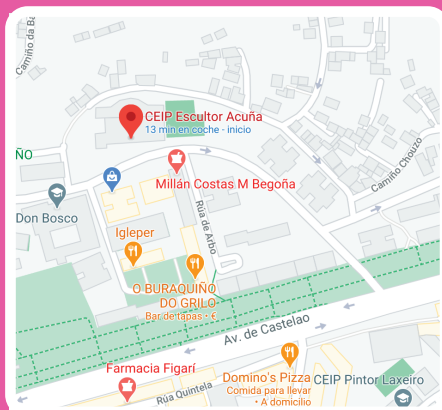 Camiño da Ba
CEIP Escultor Acuña
13 min en coche - inicio
ÑO
Millán Costas M Begoña
Camiño Chouzo
Don Bosco
Rúa de Arbo
Igleper
O BURAQUIÑO
DO GRILO
Bar de tapas • €
Av. de Castelao
Farmacia Figarí
Domino's Pizza
Comida para llevar
• A domicilio
CEIP Pintor Laxeiro
Rúa Quintela